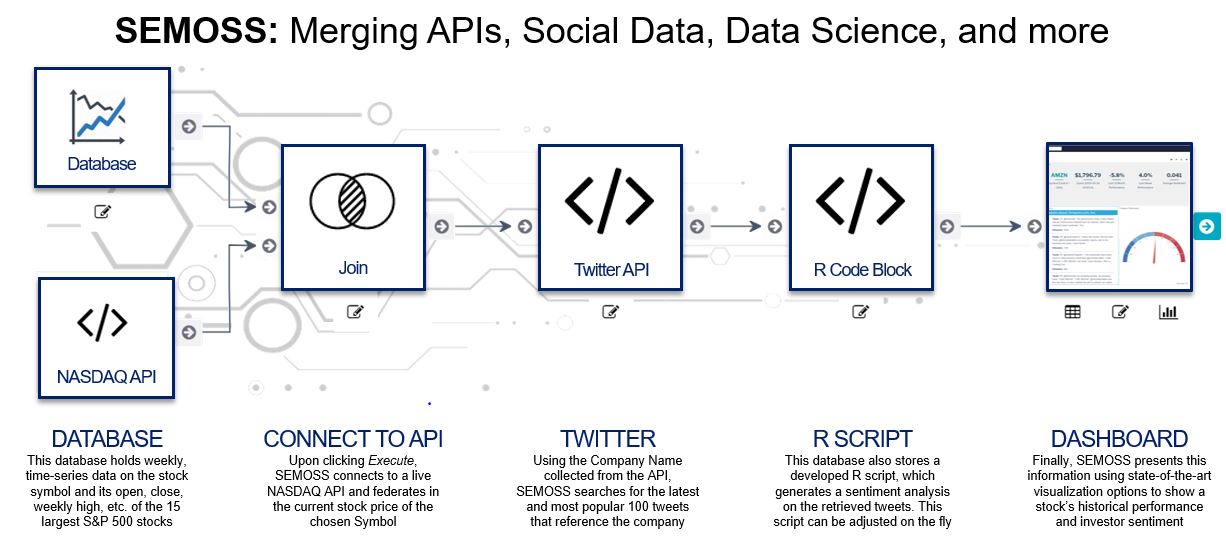 SEMOSS: Merging APIs, Social Data, Data Science, and more
Database
NASDAQ API
Join
Twitter API
R Code Block
AMZN $1,796.79 -5.8% 4.0% 0.041
DATABASE
This database holds weekly,
time-series data on the stock
symbol and its open, close,
weekly high, etc. of the 15
largest S&P 500 stocks
CONNECT TO API
Upon clicking Execute,
SEMOSS connects to a live
NASDAQ API and federates in
the current stock price of the
chosen Symbol
TWITTER
Using the Company Name
collected from the API,
SEMOSS searches for the latest
and most popular 100 tweets
that reference the company
R SCRIPT
This database also stores a
developed R script, which
generates a sentiment analysis
on the retrieved tweets. This
script can be adjusted on the fly
DASHBOARD
Finally, SEMOSS presents this
information using state-of-the-art
visualization options to show a
stock's historical performance
and investor sentiment